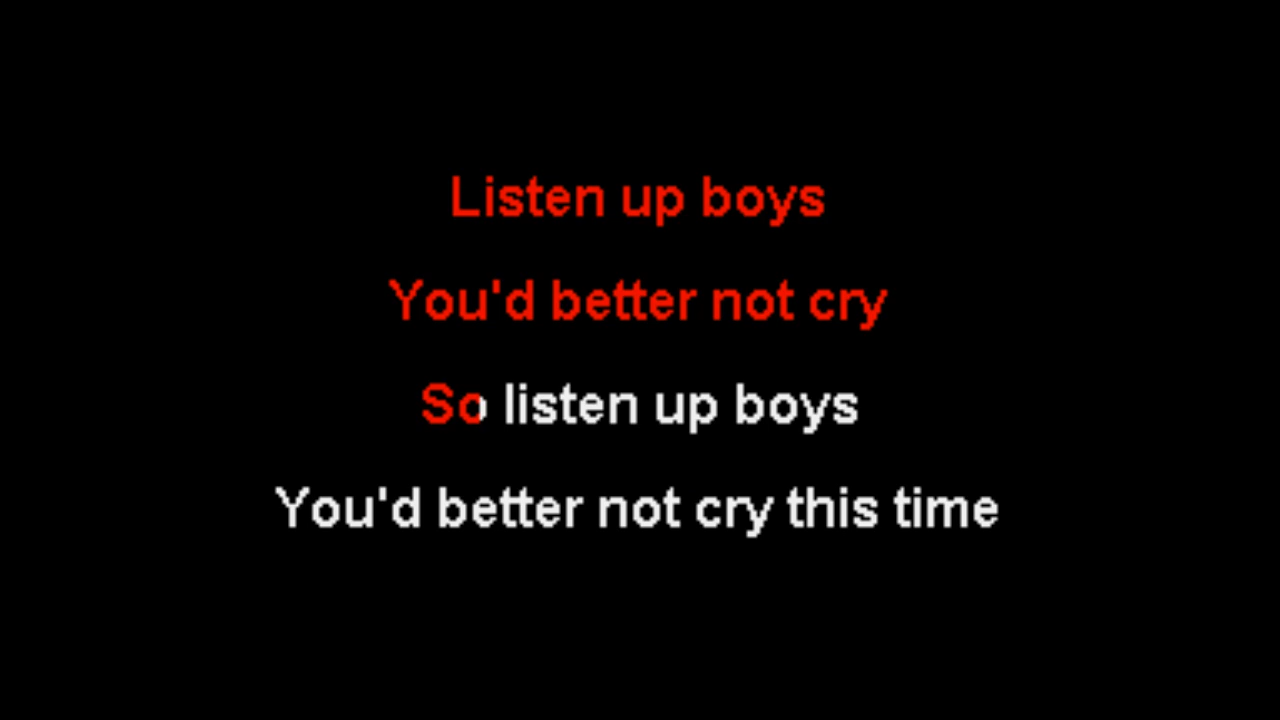 Listen up boys
You'd better not cry
So listen up boys
You'd better not cry this time